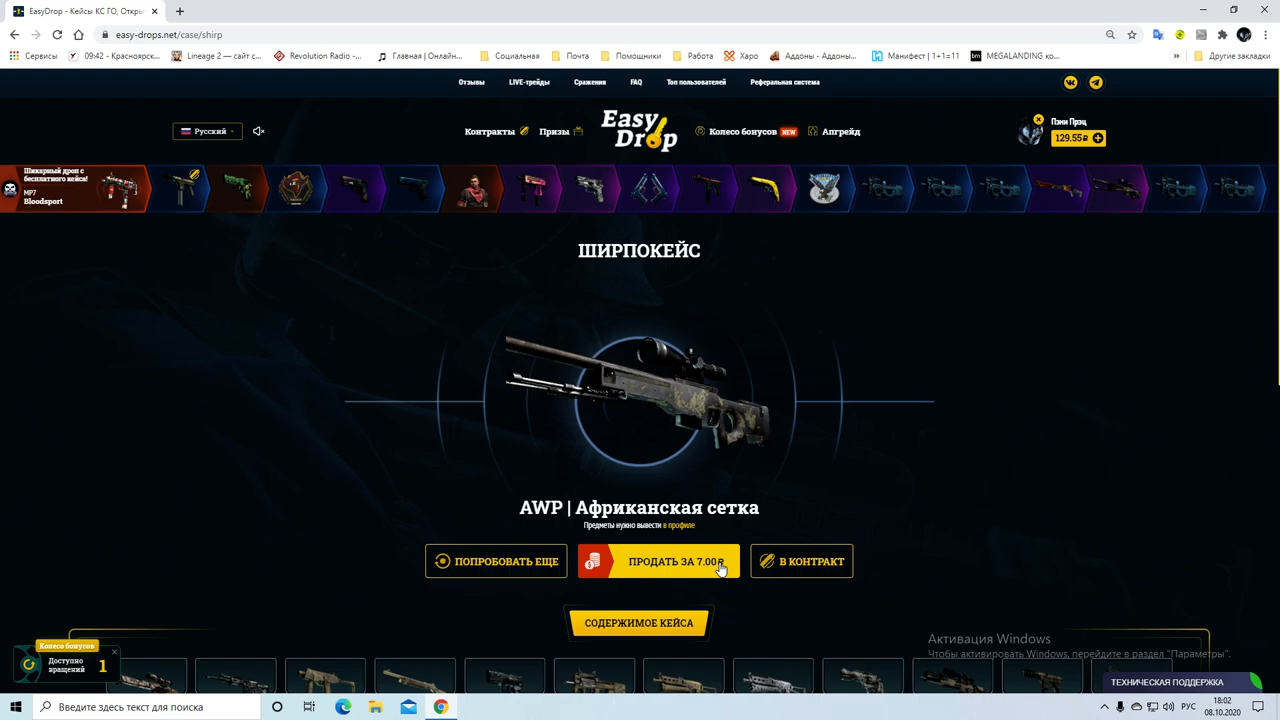 EasyDrop - Кейсы КС ГО, Открыт
easy-drops.net/case/shirp
Сервисы
09:42 - Красноярск...
Lineage 2 — сайт с...
Revolution Radio -...
Главная | Онлайн...
Социальная
Почта
Помощники
Работа
Харо
Аддоны - Аддоны...
Манифест | 1+1=11
MEGALANDING ко...
»
Другие закладки
Отзывы
LIVE-трейды
Сражения
FAQ
Топ пользователей
Реферальная система
Русский
Контракты
Призы
Easy
Drop
Колесо бонусов NEW
Апгрейд
Пэни Прэц
129.55₽
Шикарный дроп с
бесплатного кейса!
MP7
Bloodsport
ШИРПОКЕЙС
AWP | Африканская сетка
Предметы нужно вывести в профиле
ПОПРОБОВАТЬ ЕЩЕ
ПРОДАТЬ ЗА 7.00₽
В КОНТРАКТ
СОДЕРЖИМОЕ КЕЙСА
Колесо бонусов
Доступно
вращений
1
Активация Windows
Чтобы активировать Windows, перейдите в раздел "Параметры".
ТЕХНИЧЕСКАЯ ПОДДЕРЖКА
Введите здесь текст для поиска
РУС
18:02
08.10.2020